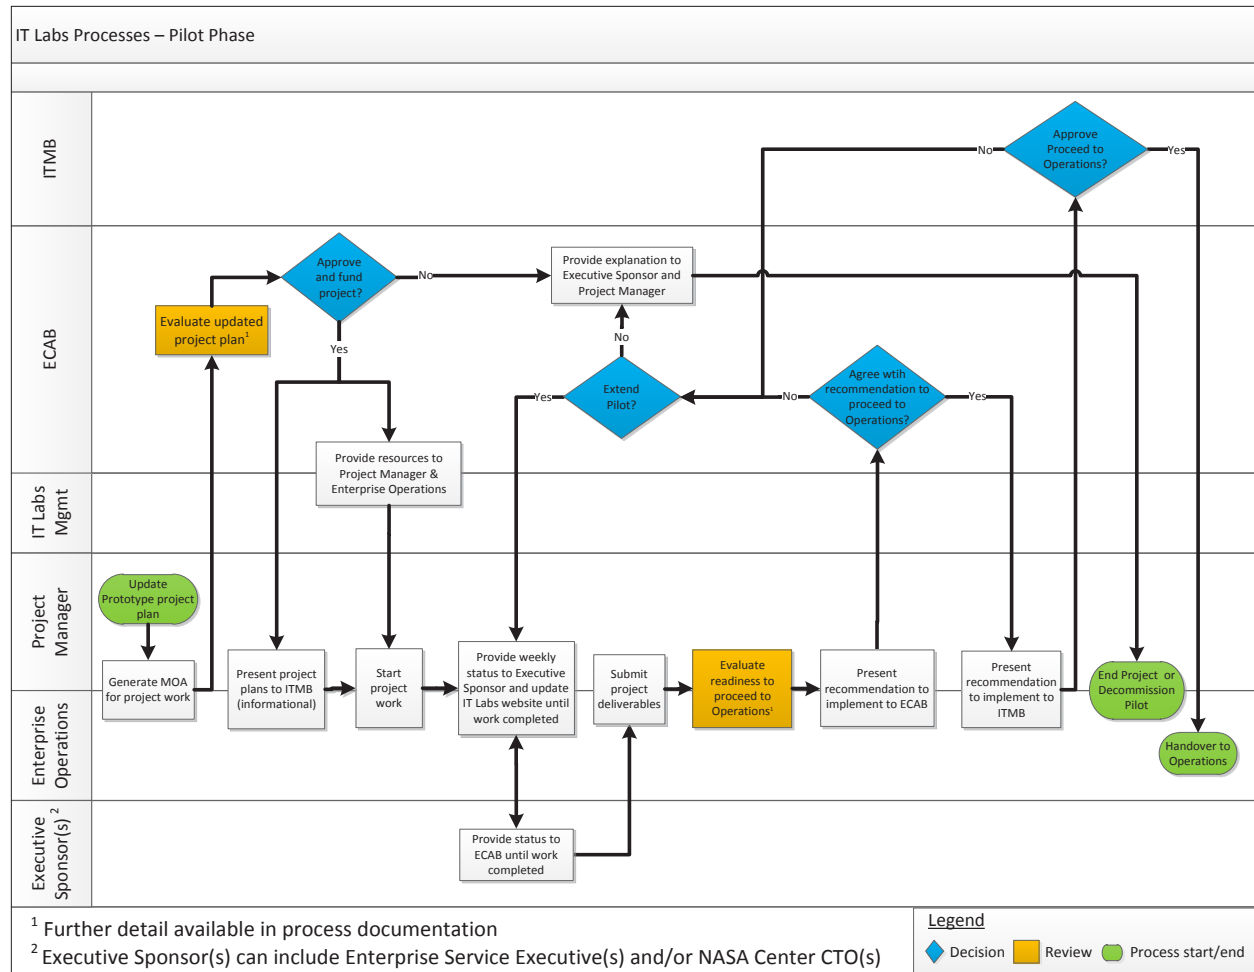 IT Labs Processes – Pilot Phase
ITMB
Approve
Proceed to
Operations?
No
Yes
ECAB
Approve
and fund
project?
No
Yes
Provide explanation to
Executive Sponsor and
Project Manager
Evaluate updated
project plan¹
No
Extend
Pilot?
Yes
Agree wtih
recommendation to
proceed to
Operations?
No
Yes
Provide resources to
Project Manager &
Enterprise Operations
IT Labs
Mgmt
Project
Manager
Update
Prototype project
plan
Generate MOA
for project work
Present project
plans to ITMB
(informational)
Start
project
work
Provide weekly
status to Executive
Sponsor and update
IT Labs website until
work completed
Submit
project
deliverables
Evaluate
readiness to
proceed to
Operations¹
Present
recommendation to
implement to ECAB
Present
recommendation
to implement to
ITMB
End Project or
Decommission
Pilot
Enterprise
Operations
Handover to
Operations
Executive
Sponsor(s) ²
Provide status to
ECAB until work
completed
¹ Further detail available in process documentation
² Executive Sponsor(s) can include Enterprise Service Executive(s) and/or NASA Center CTO(s)
Legend
Decision
Review
Process start/end